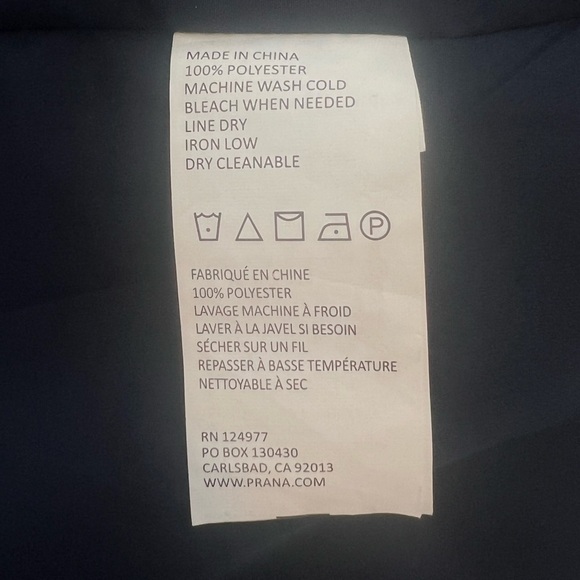 MADE IN CHINA
100% POLYESTER
MACHINE WASH COLD
BLEACH WHEN NEEDED
LINE DRY
IRON LOW
DRY CLEANABLE
P
FABRIQUÉ EN CHINE
100% POLYESTER
LAVAGE MACHINE À FROID
LAVER À LA JAVEL SI BESOIN
SÉCHER SUR UN FIL
REPASSER À BASSE TEMPÉRATURE
NETTOYABLE À SEC
RN 124977
PO BOX 130430
CARLSBAD, CA 92013
WWW.PRANA.COM